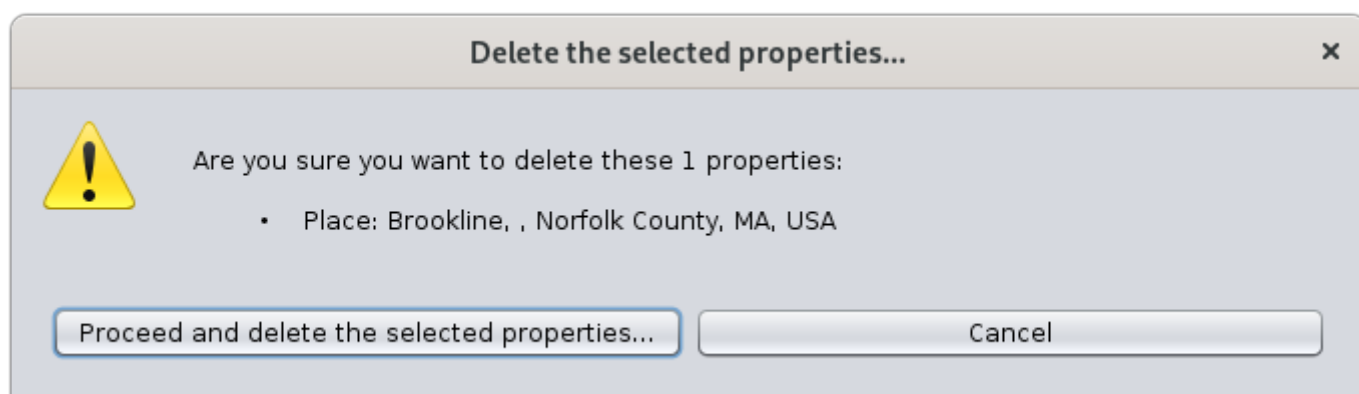 Delete the selected properties...
×
Are you sure you want to delete these 1 properties:
• Place: Brookline, , Norfolk County, MA, USA
Proceed and delete the selected properties... Cancel